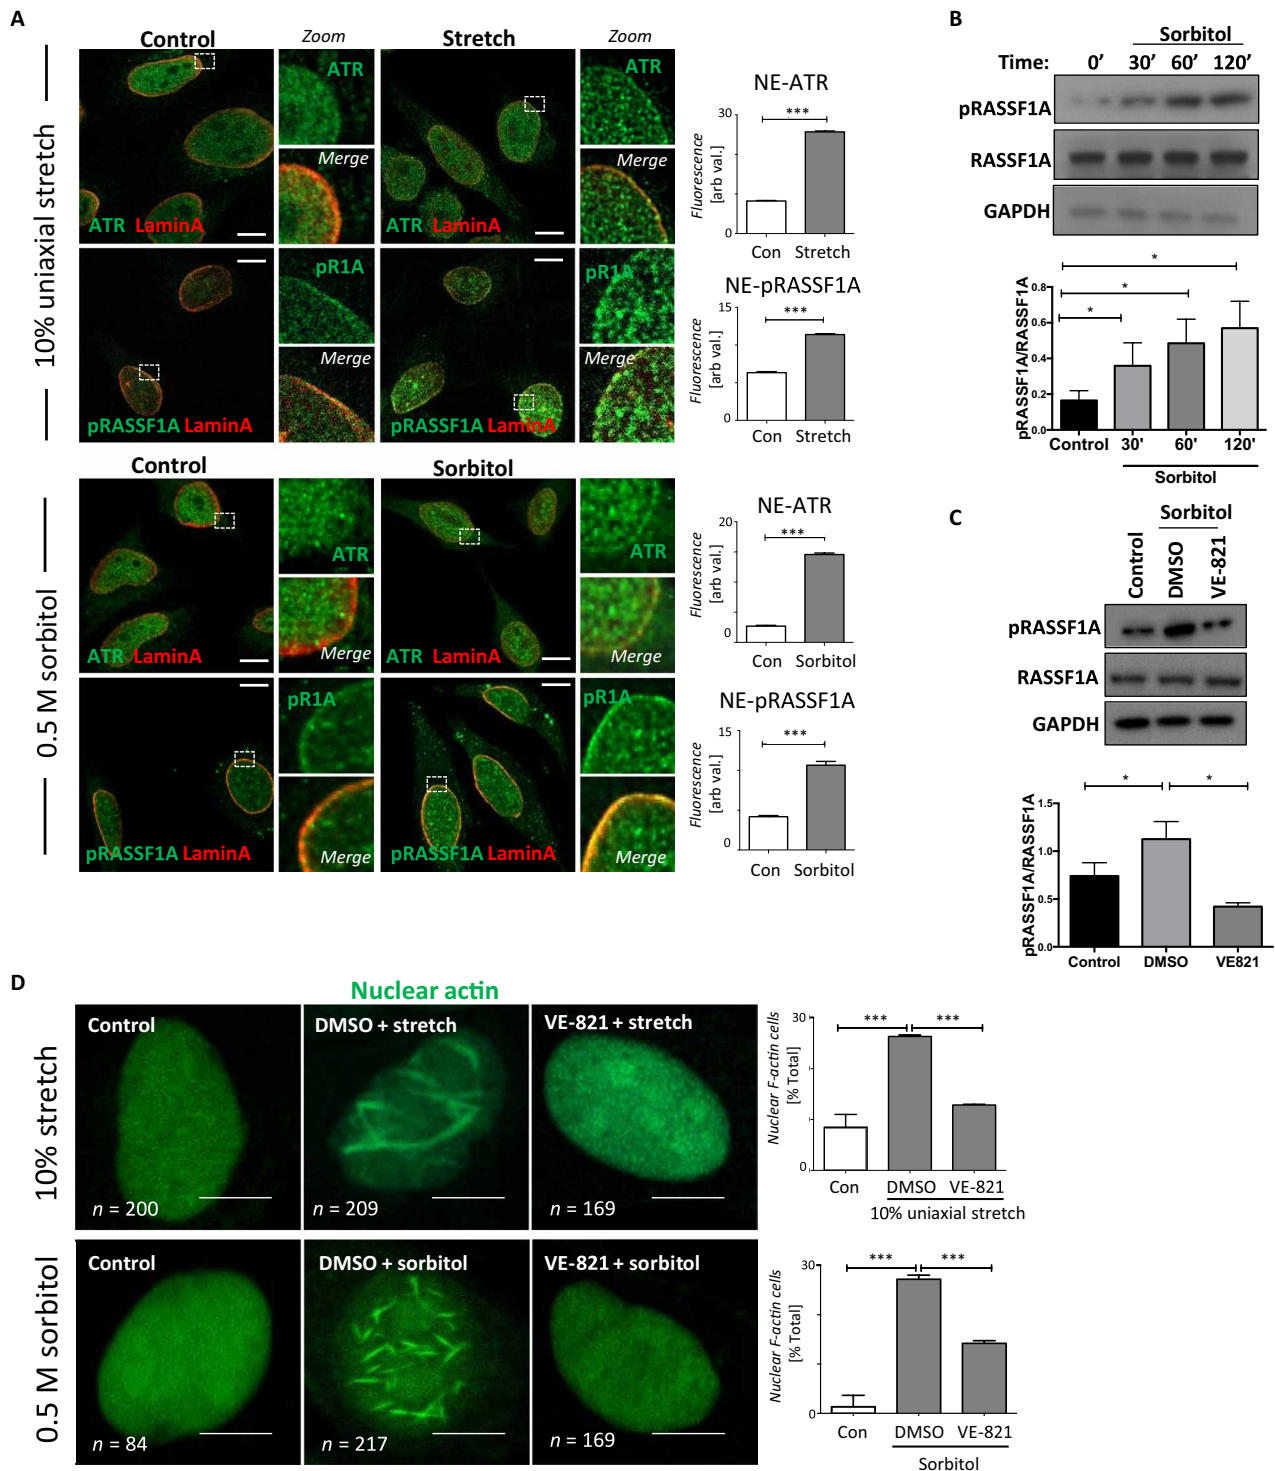 A
10% uniaxial stretch
Control
Zoom
Stretch
Zoom
ATR
ATR
Merge
Merge
ATR LaminA
ATR LaminA
pR1A
pR1A
Merge
Merge
pRASSF1A LaminA
pRASSF1A LaminA
NE-ATR
Fluorescence
[arb val.]
30
0
***
Con
Stretch
NE-pRASSF1A
Fluorescence
[arb val.]
15
0
***
Con
Stretch
0.5 M sorbitol
Control
Sorbitol
ATR
ATR
Merge
Merge
ATR LaminA
ATR LaminA
pR1A
pR1A
Merge
Merge
pRASSF1A LaminA
pRASSF1A LaminA
NE-ATR
Fluorescence
[arb val.]
20
0
***
Con
Sorbitol
NE-pRASSF1A
Fluorescence
[arb val.]
15
0
***
Con
Sorbitol
B
Sorbitol
Time: 0' 30' 60' 120'
pRASSF1A
RASSF1A
GAPDH
pRASSF1A/RASSF1A
0.8
0.6
0.4
0.2
0.0
*
*
*
Control 30' 60' 120'
Sorbitol
C
Sorbitol
Control
DMSO
VE-821
pRASSF1A
RASSF1A
GAPDH
pRASSF1A/RASSF1A
1.5
1.0
0.5
0.0
*
*
Control DMSO VE821
D
Nuclear actin
10% stretch
Control
DMSO + stretch
VE-821 + stretch
n = 200
n = 209
n = 169
Nuclear F-actin cells
[% Total]
30
0
***
***
Con DMSO VE-821
10% uniaxial stretch
0.5 M sorbitol
Control
DMSO + sorbitol
VE-821 + sorbitol
n = 84
n = 217
n = 169
Nuclear F-actin cells
[% Total]
30
0
***
***
Con DMSO VE-821
Sorbitol